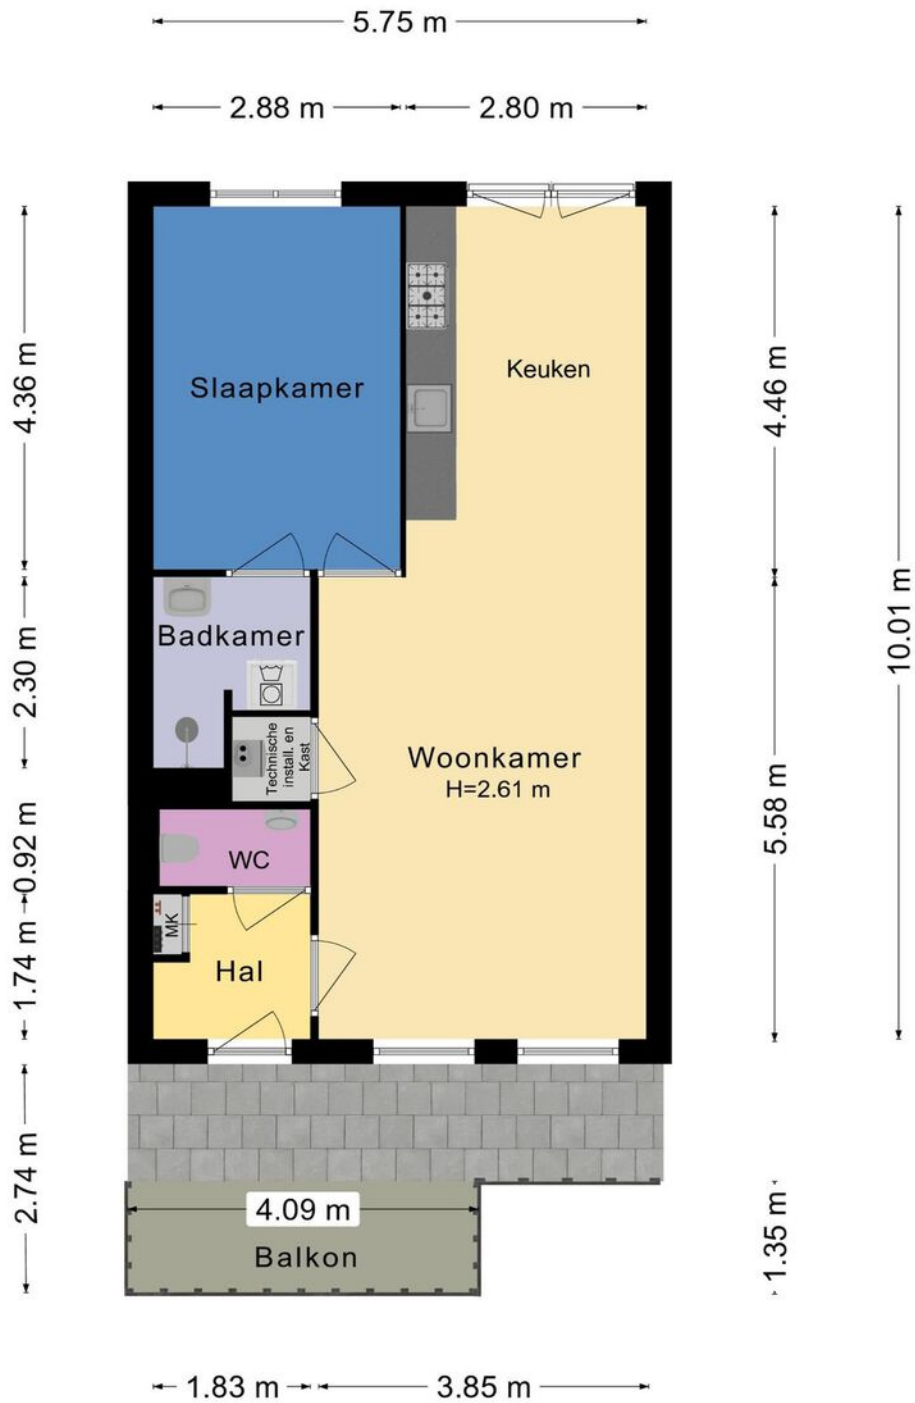 5.75 m
2.88 m
2.80 m
4.36 m
Slaapkamer
Keuken
4.46 m
2.30 m
Badkamer
Technische
install. en
Kast
Woonkamer
H=2.61 m
10.01 m
5.58 m
0.92 m
WC
1.74 m
MK
Hal
2.74 m
4.09 m
Balkon
1.35 m
1.83 m
3.85 m